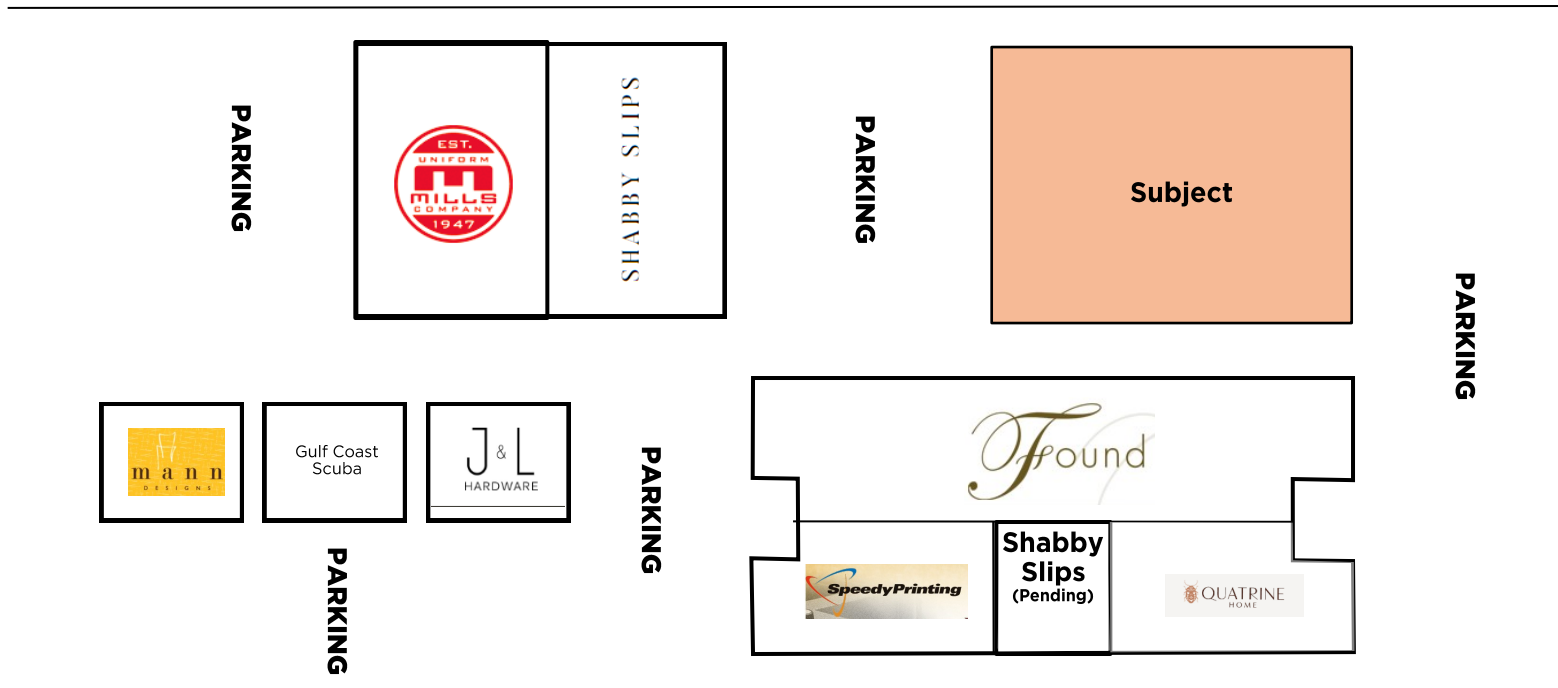 PARKING
EST.
UNIFORM
MILLS
COMPANY
1947
SHABBY SLIPS
PARKING
Subject
PARKING
mann
DESIGNS
Gulf Coast
Scuba
J & L
HARDWARE
PARKING
PARKING
Found
SpeedyPrinting
Shabby
Slips
(Pending)
QUATRINE
HOME